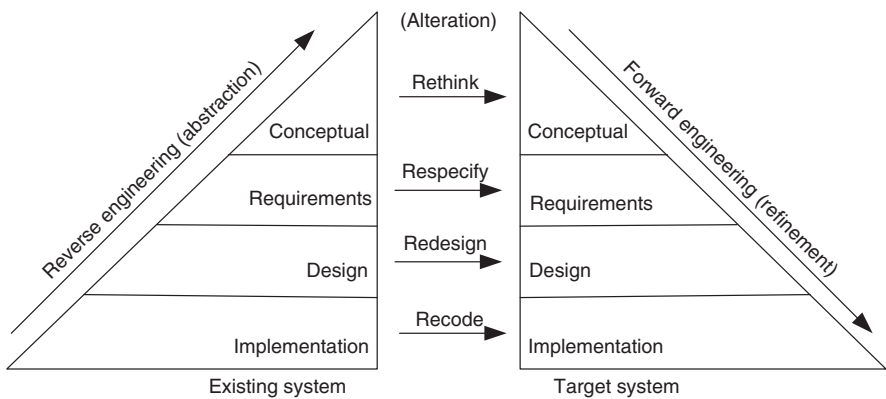 (Alteration)
Reverse engineering (abstraction)
Forward engineering (refinement)
Rethink
Conceptual
Conceptual
Respecify
Requirements
Requirements
Redesign
Design
Design
Recode
Implementation
Implementation
Existing system
Target system